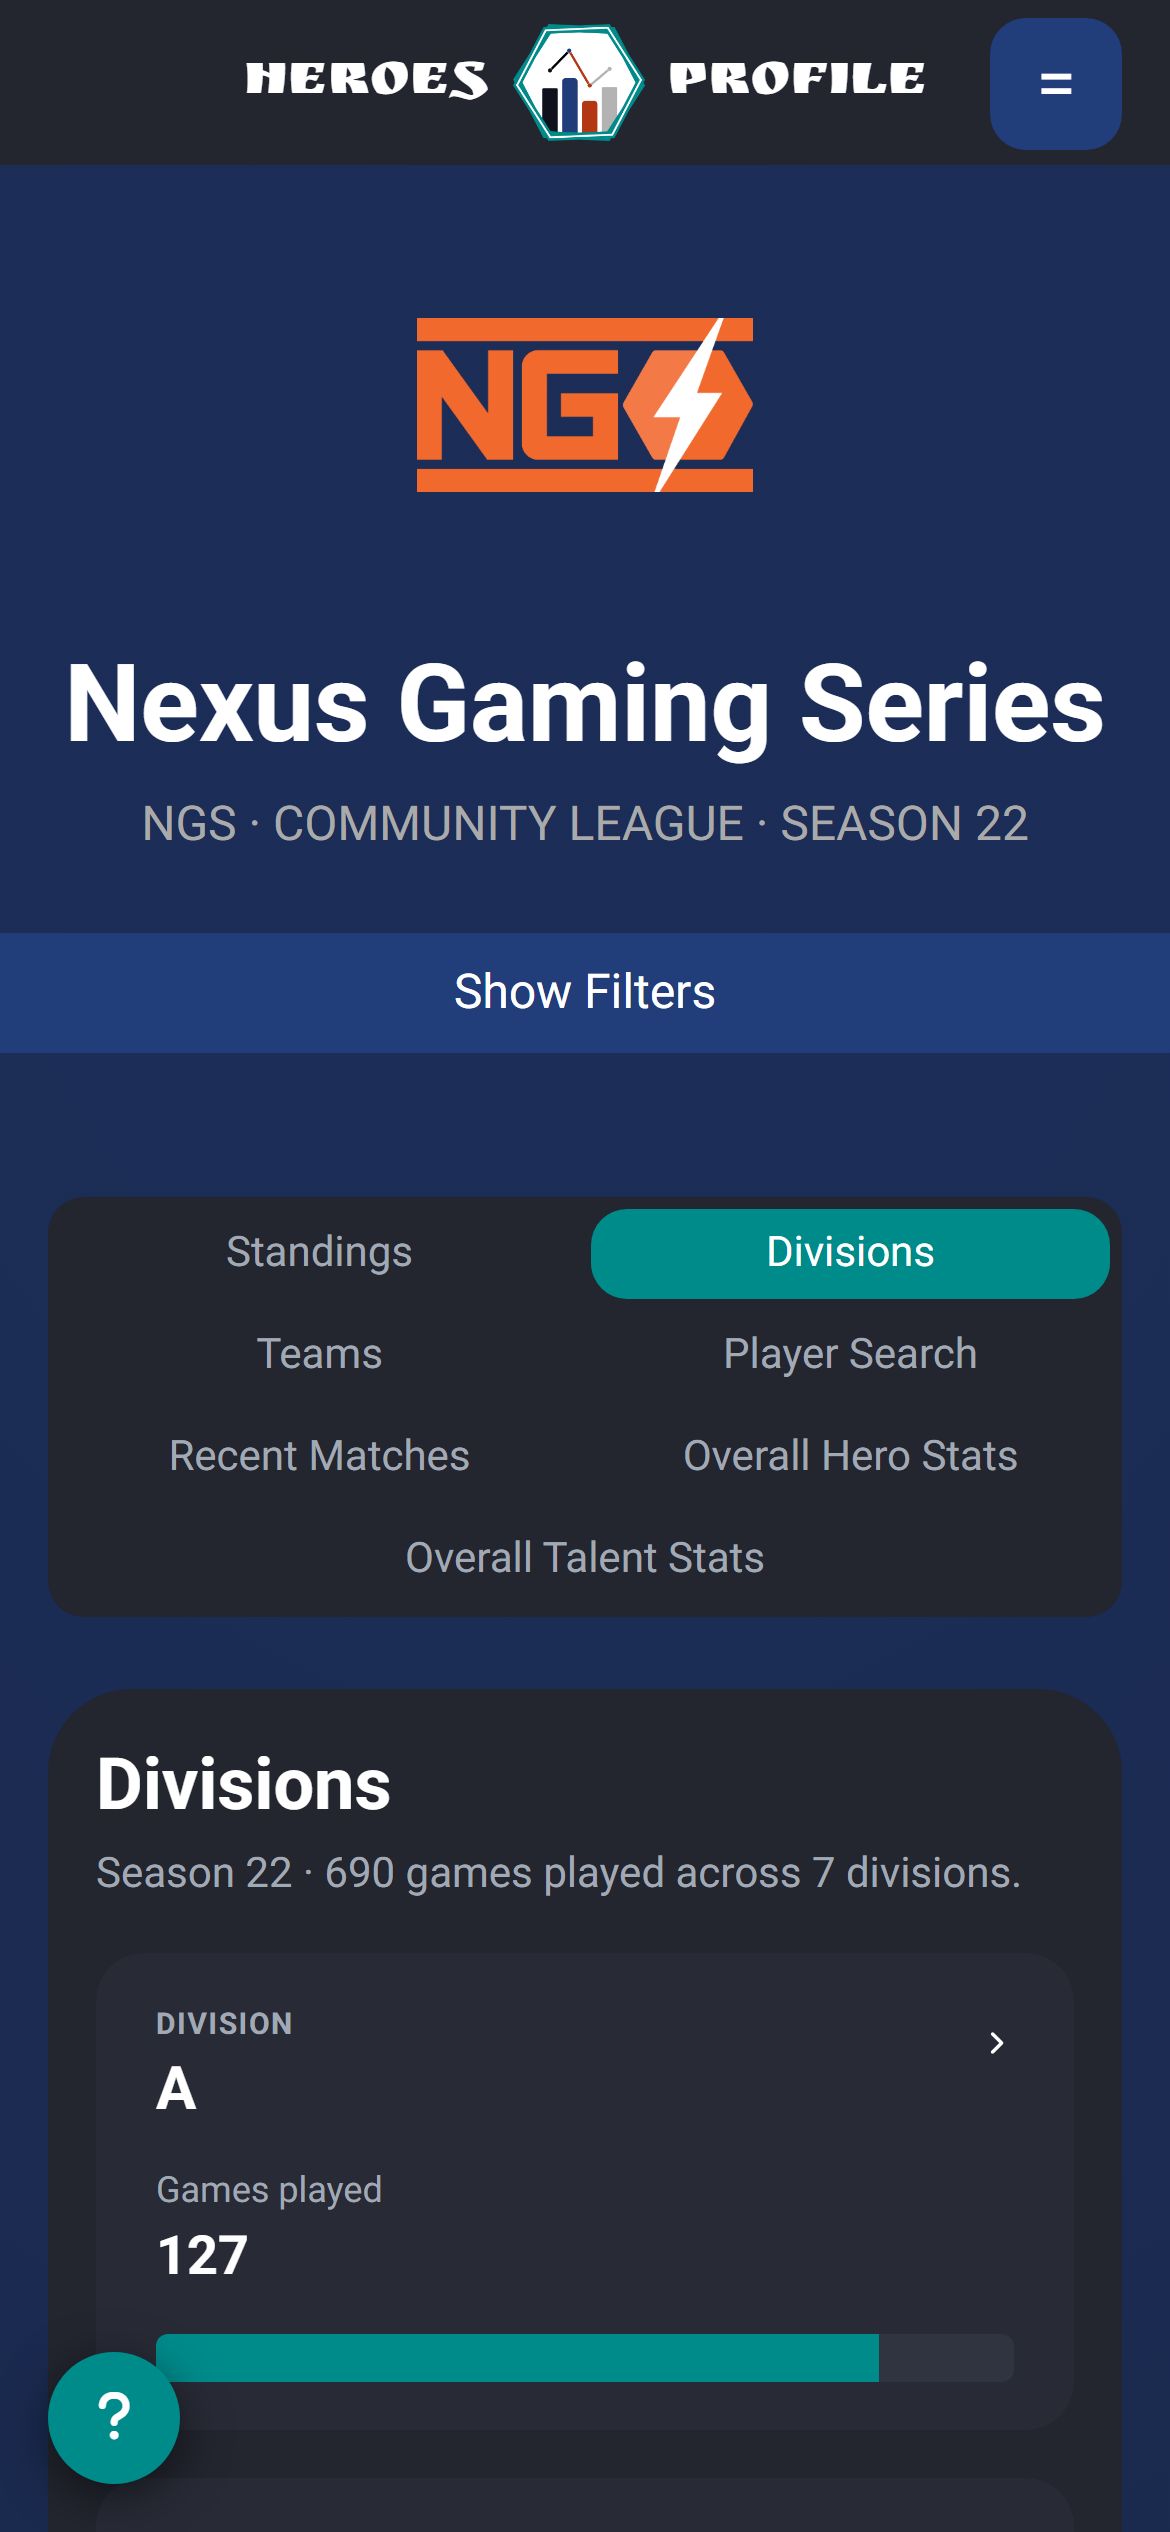 HEROES PROFILE
=
NG
Nexus Gaming Series
NGS · COMMUNITY LEAGUE · SEASON 22
Show Filters
Standings
Divisions
Teams
Player Search
Recent Matches
Overall Hero Stats
Overall Talent Stats
Divisions
Season 22 · 690 games played across 7 divisions.
DIVISION
A
Games played
127
?